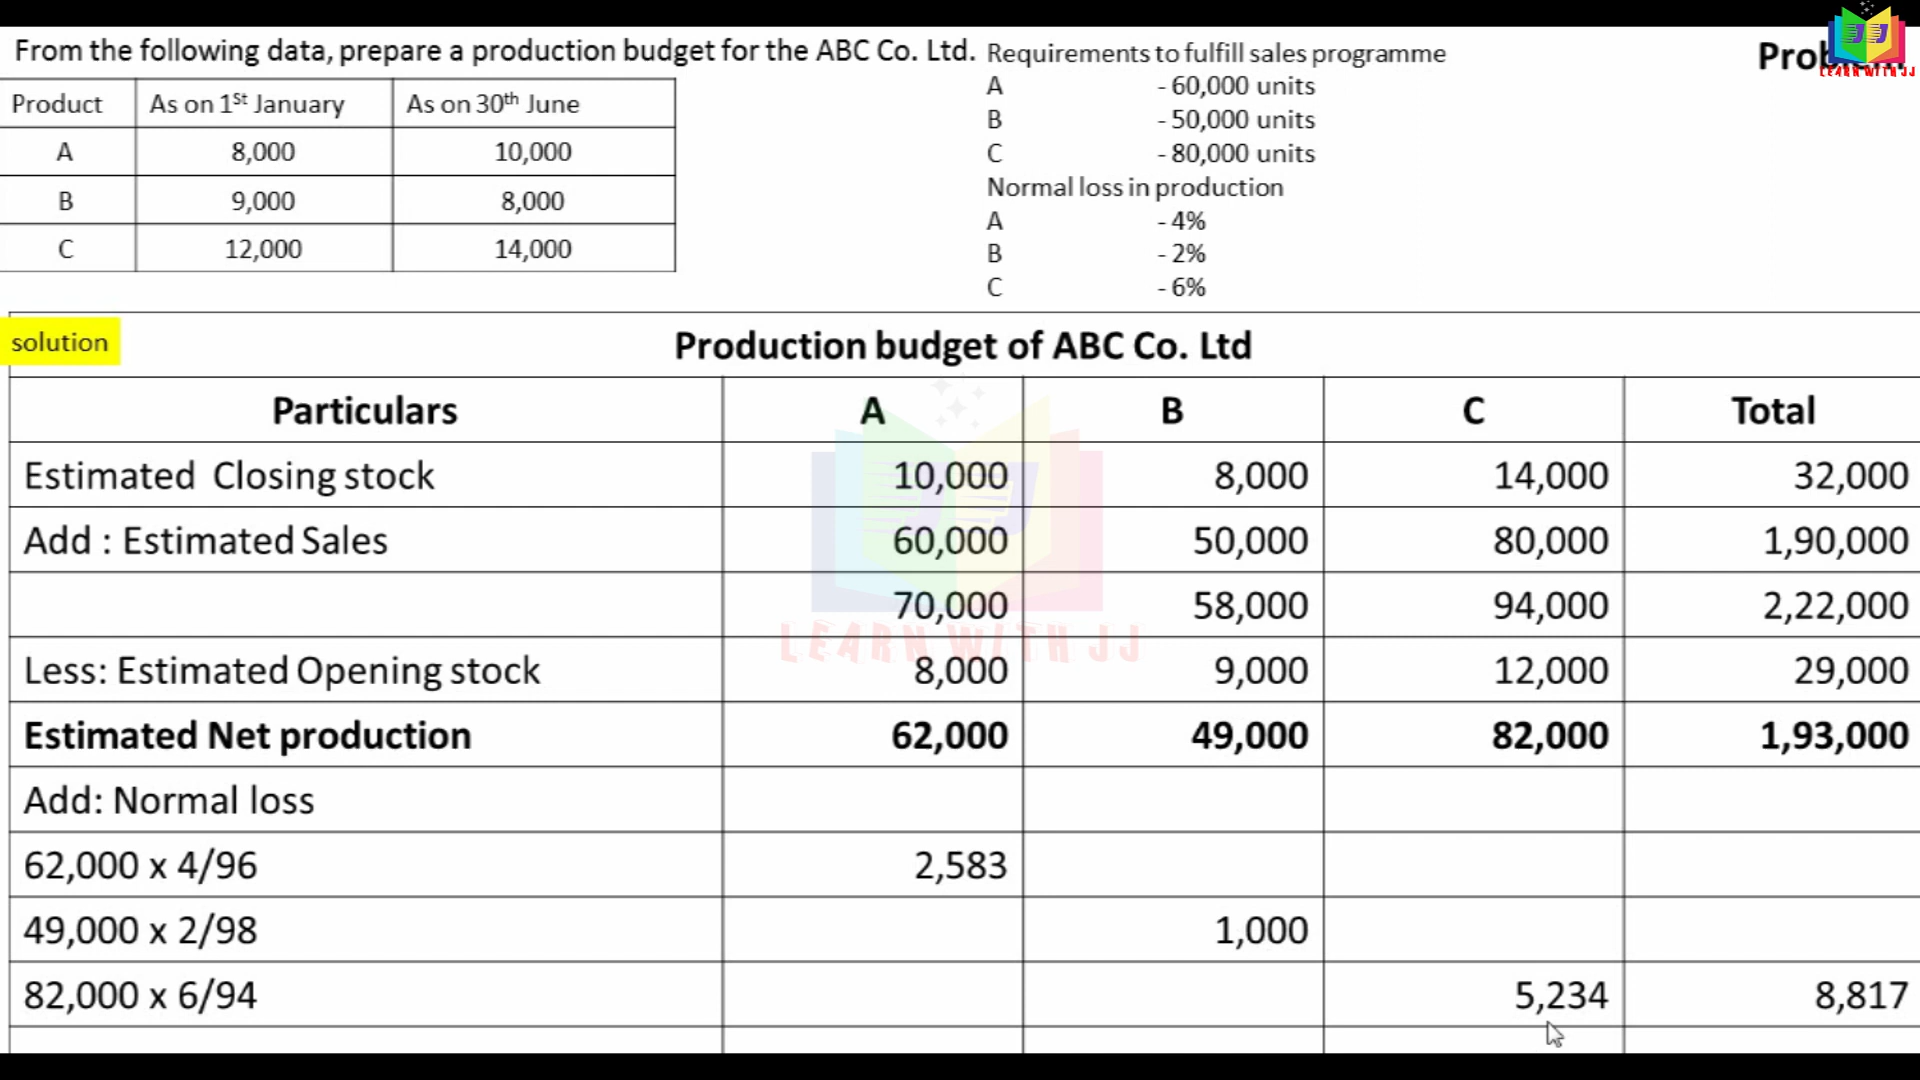 From the following data, prepare a production budget for the ABC Co. Ltd.
Product As on 1St January As on 30th June
A 8,000 10,000
B 9,000 8,000
C 12,000 14,000
Requirements to fulfill sales programme
A - 60,000 units
B - 50,000 units
C - 80,000 units
Normal loss in production
A - 4%
B - 2%
C - 6%
JJ
LEARN WITH JJ
solution
Production budget of ABC Co. Ltd
Particulars A B C Total
Estimated Closing stock 10,000 8,000 14,000 32,000
Add : Estimated Sales 60,000 50,000 80,000 1,90,000
70,000 58,000 94,000 2,22,000
LEARN WITH JJ
Less: Estimated Opening stock 8,000 9,000 12,000 29,000
Estimated Net production 62,000 49,000 82,000 1,93,000
Add: Normal loss
62,000 x 4/96 2,583
49,000 x 2/98 1,000
82,000 x 6/94 5,234 8,817